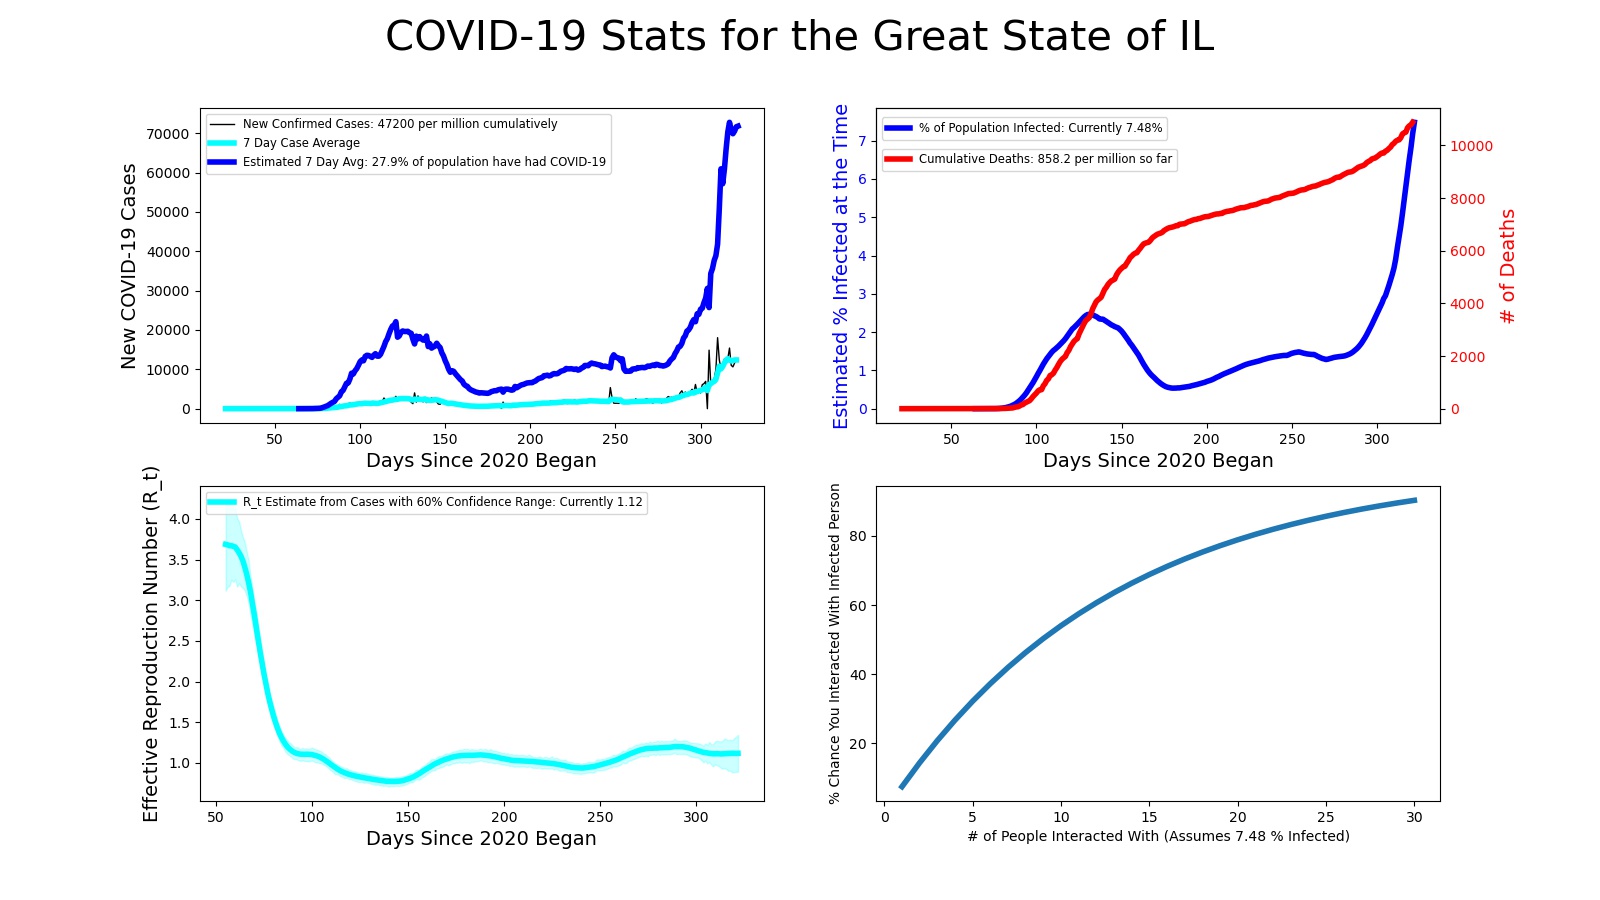 COVID-19 Stats for the Great State of IL
New COVID-19 Cases
70000
60000
50000
40000
30000
20000
10000
0
New Confirmed Cases: 47200 per million cumulatively
7 Day Case Average
Estimated 7 Day Avg: 27.9% of population have had COVID-19
50 100 150 200 250 300
Days Since 2020 Began
Estimated % Infected at the Time
7
6
5
4
3
2
1
0
% of Population Infected: Currently 7.48%
Cumulative Deaths: 858.2 per million so far
10000
8000
6000
4000
2000
0
# of Deaths
50 100 150 200 250 300
Days Since 2020 Began
Effective Reproduction Number (R_t)
4.0
3.5
3.0
2.5
2.0
1.5
1.0
R_t Estimate from Cases with 60% Confidence Range: Currently 1.12
50 100 150 200 250 300
Days Since 2020 Began
% Chance You Interacted With Infected Person
80
60
40
20
0 5 10 15 20 25 30
# of People Interacted With (Assumes 7.48 % Infected)